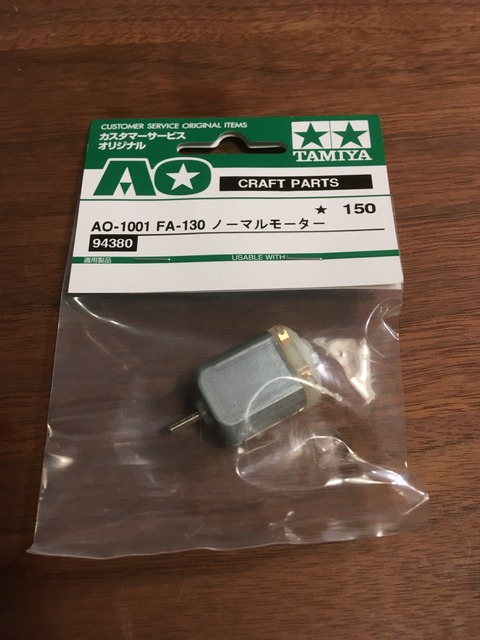 CUSTOMER SERVICE ORIGINAL ITEMS
カスタマーサービス
オリジナル
TAMIYA
AO
CRAFT PARTS
★ 150
AO-1001 FA-130 ノーマルモーター
94380
適用製品
USABLE WITH